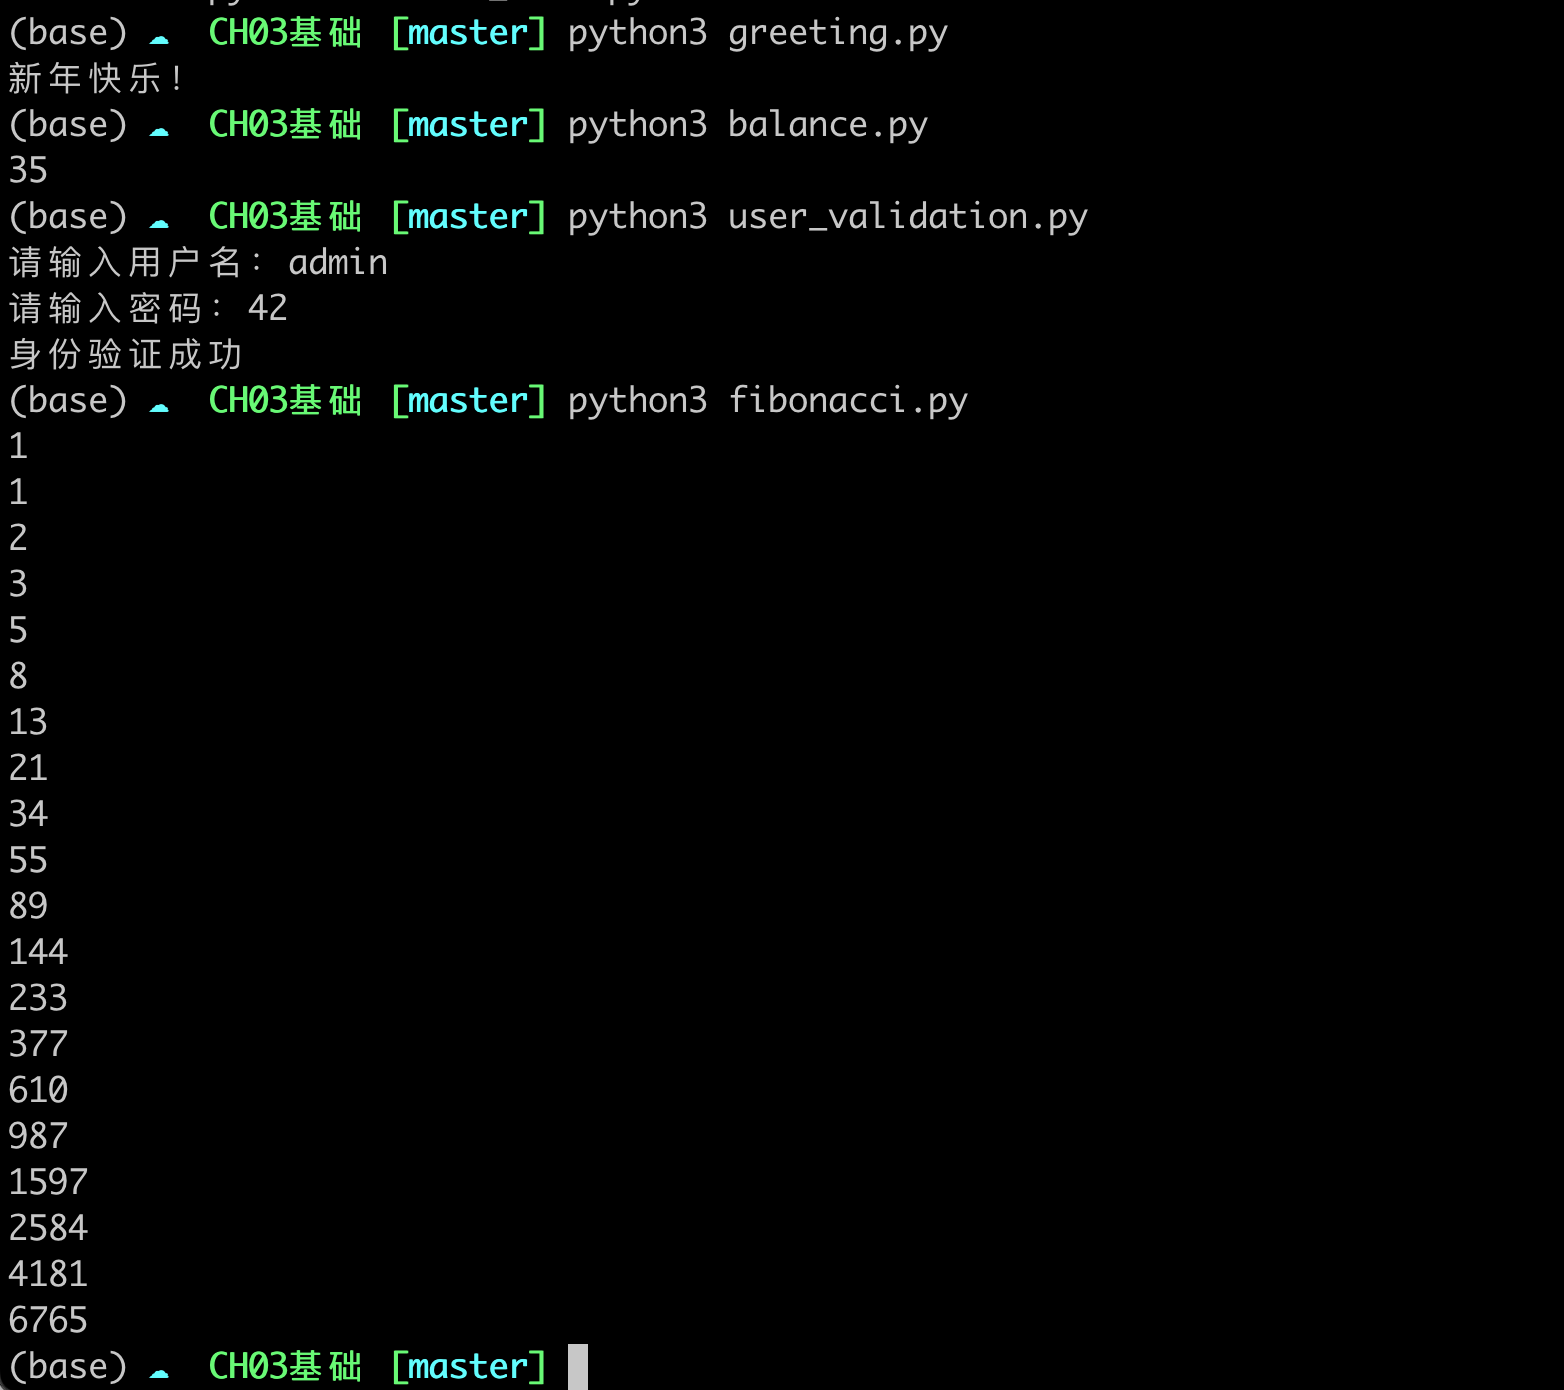 (base) ☁ CH03基础 [master] python3 greeting.py
新年快乐！
(base) ☁ CH03基础 [master] python3 balance.py
35
(base) ☁ CH03基础 [master] python3 user_validation.py
请输入用户名：admin
请输入密码：42
身份验证成功
(base) ☁ CH03基础 [master] python3 fibonacci.py
1
1
2
3
5
8
13
21
34
55
89
144
233
377
610
987
1597
2584
4181
6765
(base) ☁ CH03基础 [master]